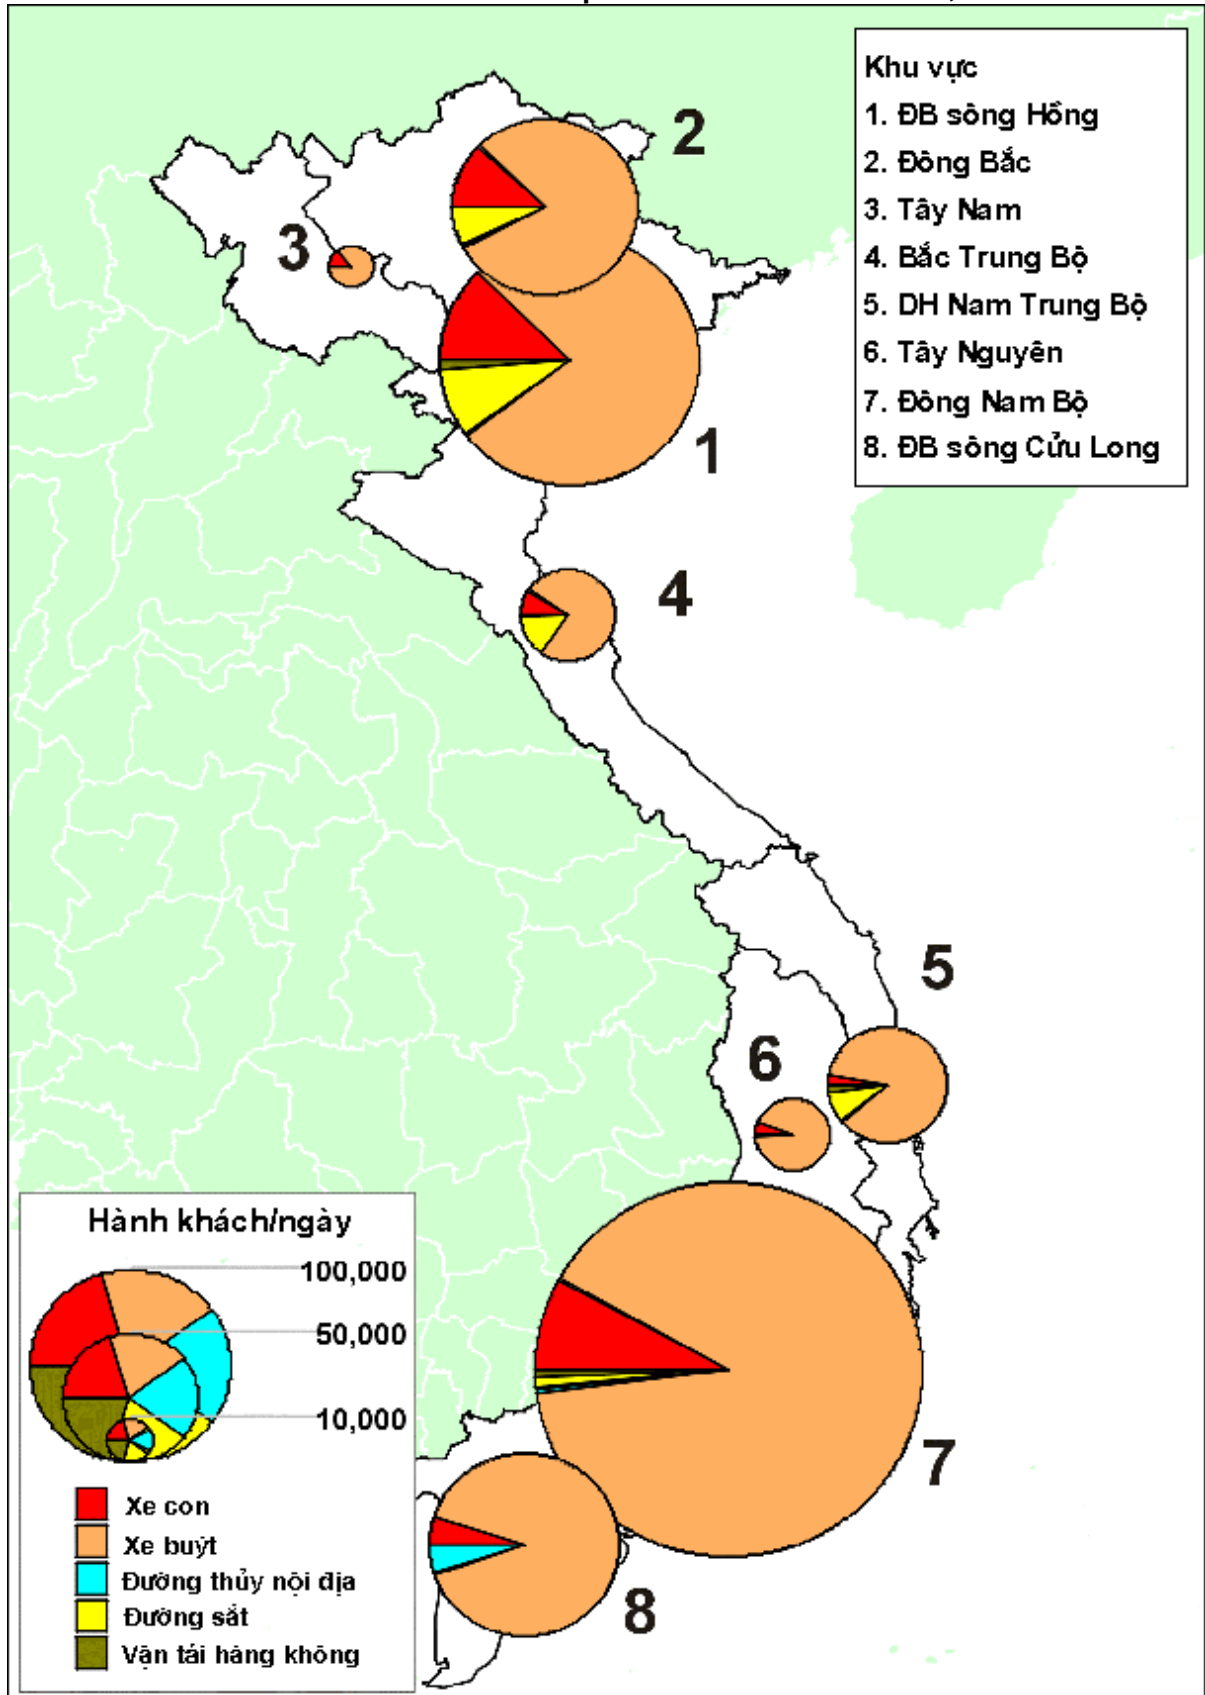 Khu vực
1. ĐB sông Hồng
2. Đông Bắc
3. Tây Nam
4. Bắc Trung Bộ
5. DH Nam Trung Bộ
6. Tây Nguyên
7. Đông Nam Bộ
8. ĐB sông Cửu Long
2
3
1
4
5
6
7
8
Hành khách/ngày
100,000
50,000
10,000
Xe con
Xe buýt
Đường thủy nội địa
Đường sắt
Vận tải hàng không